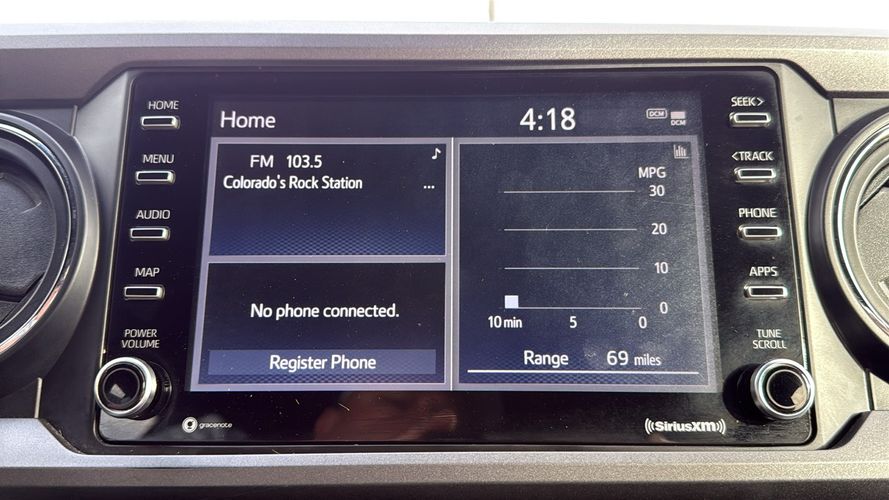 HOME
MENU
AUDIO
MAP
POWER
VOLUME
Home
4:18
DCM
DCM
FM 103.5
Colorado's Rock Station
...
No phone connected.
Register Phone
MPG
30
20
10
0
10 min 5 0
Range 69 miles
SEEK>
<TRACK
PHONE
APPS
TUNE
SCROLL
gracenote
((SiriusXM))